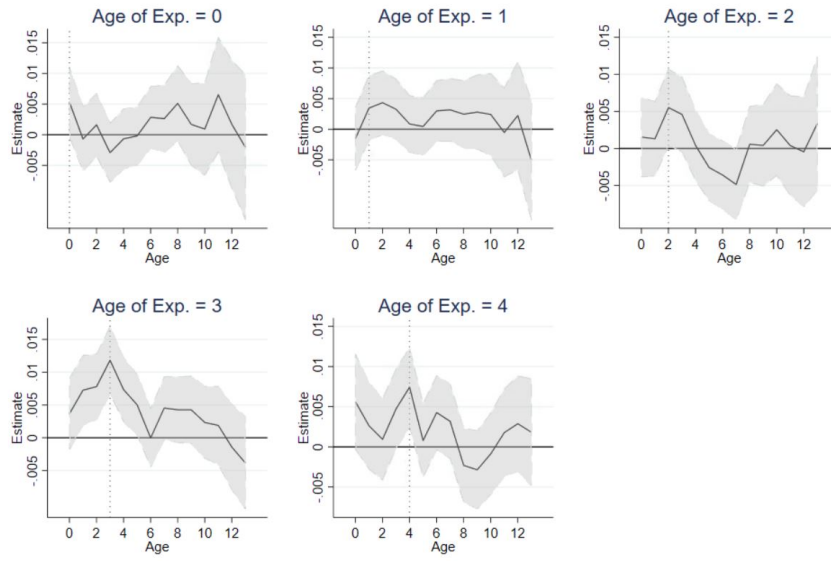 Age of Exp. = 0
Estimate
.015
.01
.005
0
-.005
0 2 4 6 8 10 12
Age
Age of Exp. = 1
Estimate
.015
.01
.005
0
-.005
0 2 4 6 8 10 12
Age
Age of Exp. = 2
Estimate
.015
.01
.005
0
-.005
0 2 4 6 8 10 12
Age
Age of Exp. = 3
Estimate
.015
.01
.005
0
-.005
0 2 4 6 8 10 12
Age
Age of Exp. = 4
Estimate
.015
.01
.005
0
-.005
0 2 4 6 8 10 12
Age